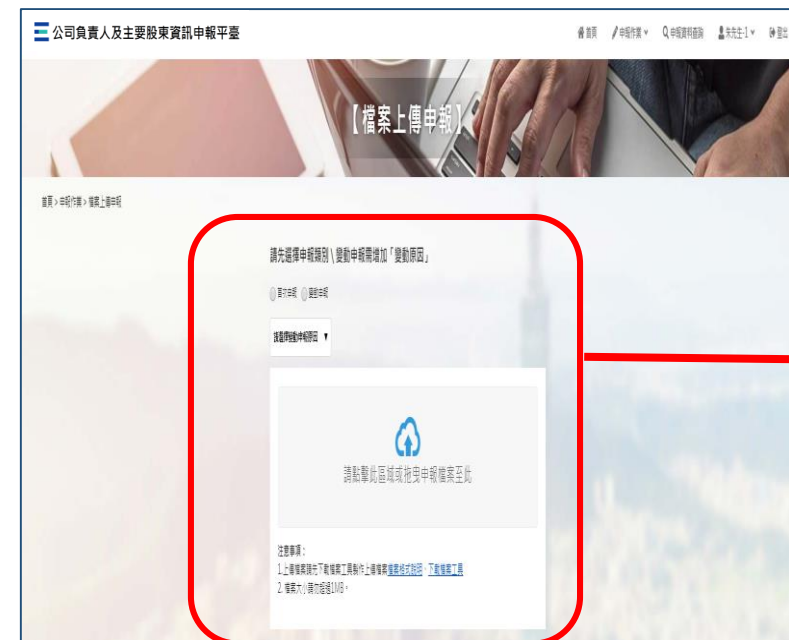 公司負責人及主要股東資訊申報平臺
首頁 申報作業 申報資料查詢 朱先生-1 登出
【檔案上傳申報】
首頁 > 申報作業 > 檔案上傳申報
請先選擇申報類別 \ 變動申報需增加「變動原因」
首次申報 變動申報
請選擇變動申報原因 ▼
請點擊此區域或拖曳申報檔案至此
注意事項：
1.上傳檔案請先下載檔案工具製作上傳檔案檔案格式說明、下載檔案工具
2. 檔案大小請勿超過1MB。